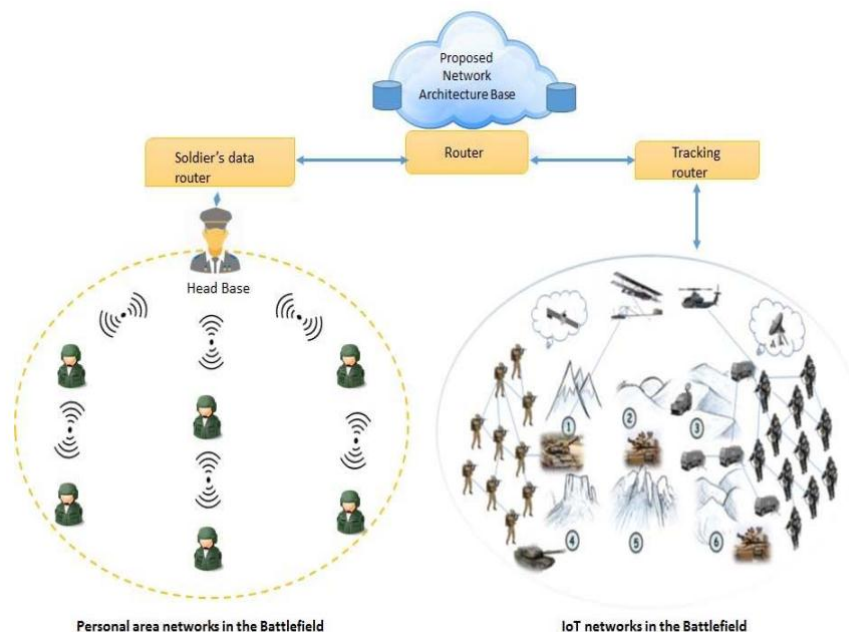 Proposed
Network
Architecture Base
Soldier's data
router
Router
Tracking
router
Head Base
1
2
3
4
5
6
Personal area networks in the Battlefield
IoT networks in the Battlefield